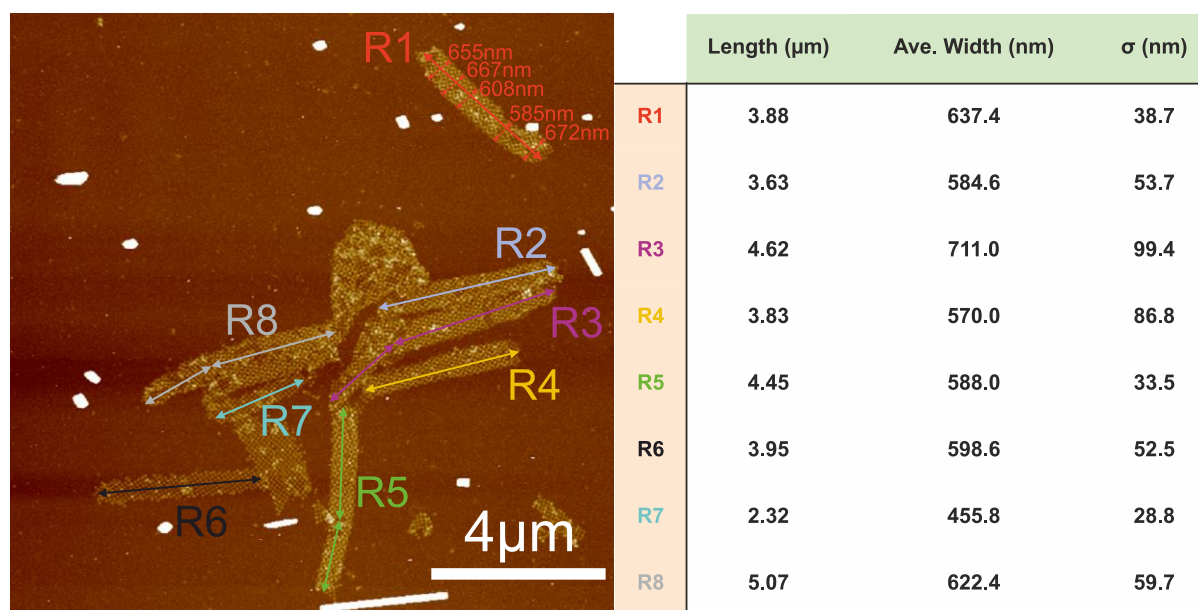 R1
655nm
667nm
608nm
585nm
672nm
R2
R3
R8
R4
R7
R5
R6
4μm
Length (μm) Ave. Width (nm) σ (nm)
R1 3.88 637.4 38.7
R2 3.63 584.6 53.7
R3 4.62 711.0 99.4
R4 3.83 570.0 86.8
R5 4.45 588.0 33.5
R6 3.95 598.6 52.5
R7 2.32 455.8 28.8
R8 5.07 622.4 59.7